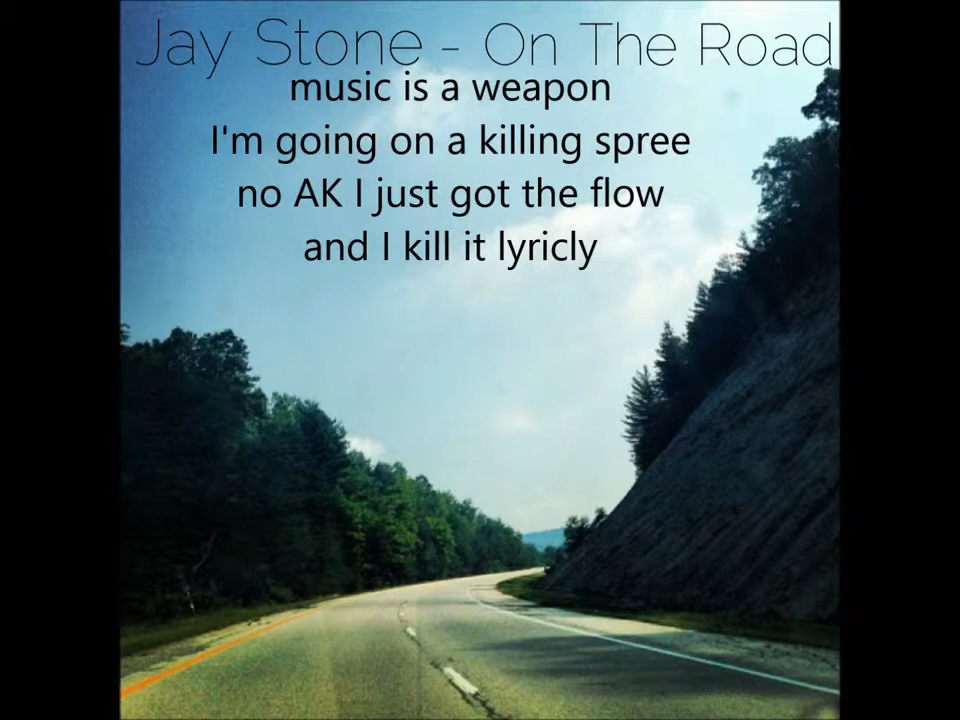 Jay Stone - On The Road
music is a weapon
I'm going on a killing spree
no AK I just got the flow
and I kill it lyricly